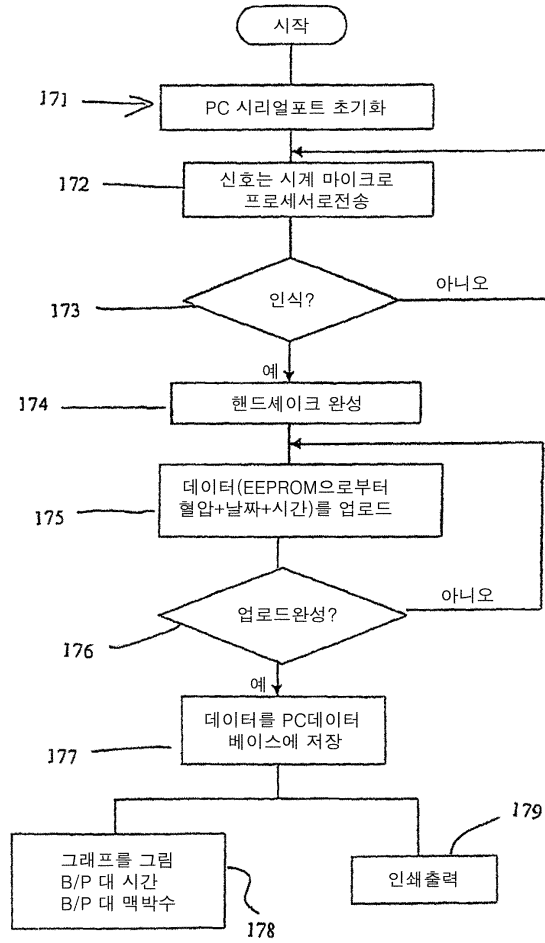 시작
171
PC 시리얼포트 초기화
172
신호는 시계 마이크로
프로세서로전송
173
인식?
아니오
예
174
핸드셰이크 완성
175
데이터(EEPROM으로부터
혈압+날짜+시간)를 업로드
176
업로드완성?
아니오
예
177
데이터를 PC데이터
베이스에 저장
그래프를 그림
B/P 대 시간
B/P 대 맥박수
178
179
인쇄출력